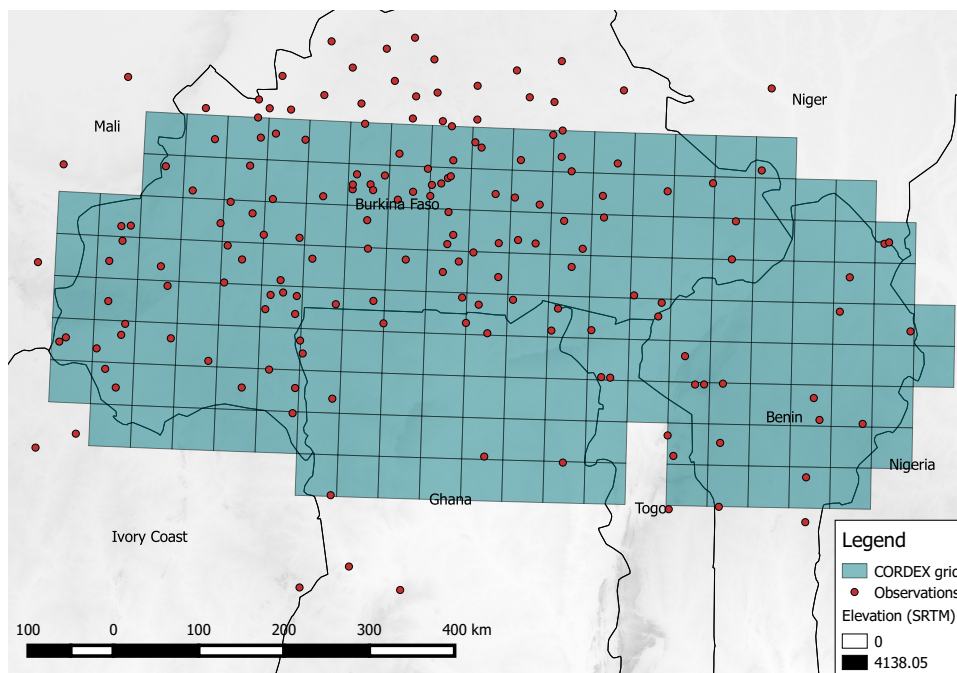 Niger
Mali
Burkina Faso
Benin
Nigeria
Ghana
Togo
Ivory Coast
Legend
CORDEX grid
Observations
Elevation (SRTM)
0
4138.05
100 0 100 200 300 400 km